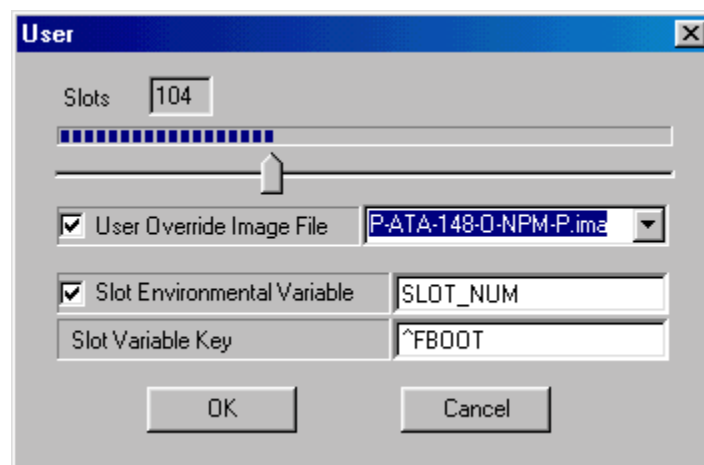 User
Slots 104
User Override Image File P-ATA-148-O-NPM-P.ima
Slot Environmental Variable SLOT_NUM
Slot Variable Key ^FBOOT
OK Cancel